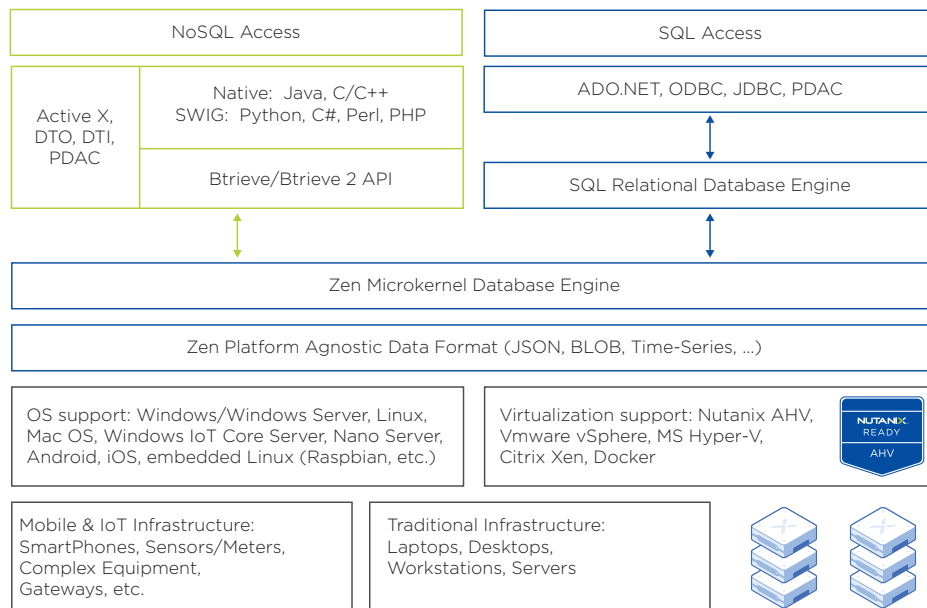 NoSQL Access
SQL Access
Active X,
DTO, DTI,
PDAC
Native: Java, C/C++
SWIG: Python, C#, Perl, PHP
Btrieve/Btrieve 2 API
ADO.NET, ODBC, JDBC, PDAC
SQL Relational Database Engine
Zen Microkernel Database Engine
Zen Platform Agnostic Data Format (JSON, BLOB, Time-Series, ...)
OS support: Windows/Windows Server, Linux,
Mac OS, Windows IoT Core Server, Nano Server,
Android, iOS, embedded Linux (Raspbian, etc.)
Virtualization support: Nutanix AHV,
Vmware vSphere, MS Hyper-V,
Citrix Xen, Docker
NUTANIX
READY
AHV
Mobile & IoT Infrastructure:
SmartPhones, Sensors/Meters,
Complex Equipment,
Gateways, etc.
Traditional Infrastructure:
Laptops, Desktops,
Workstations, Servers